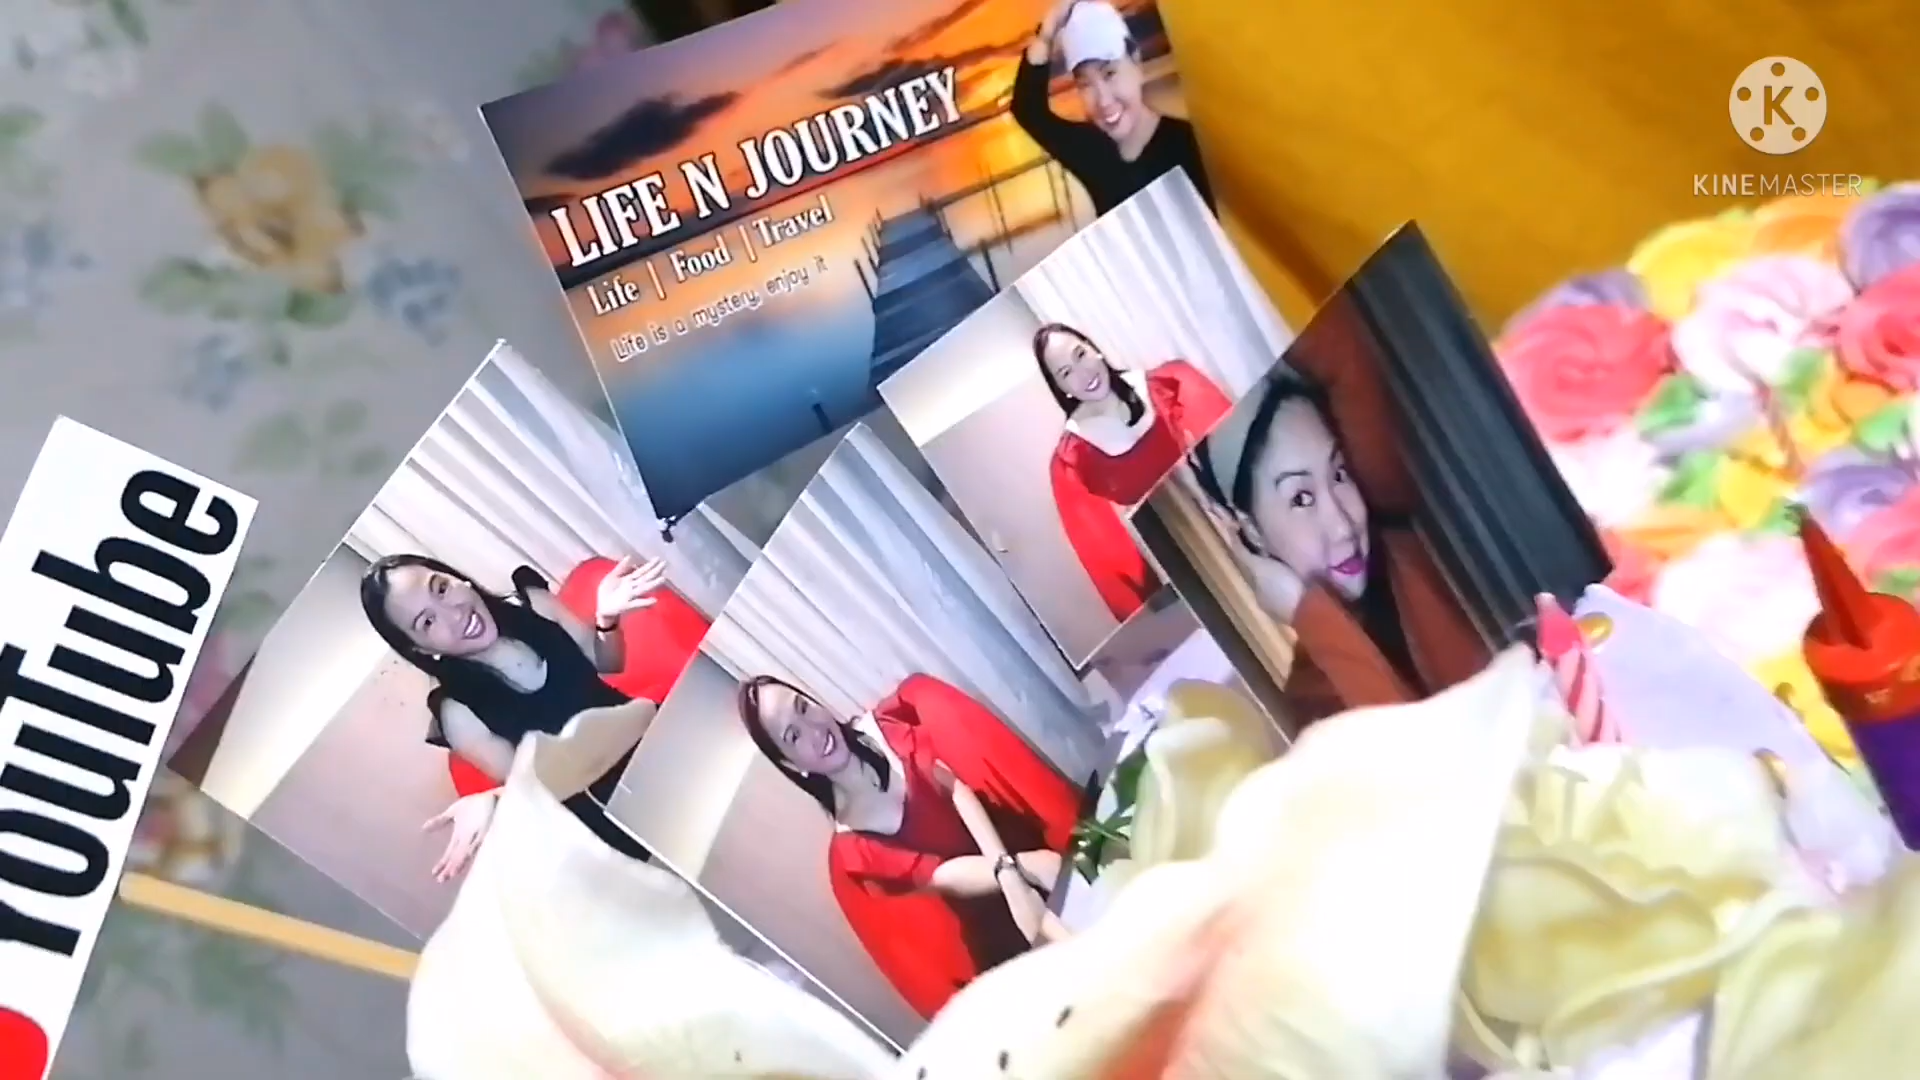 LIFE N JOURNEY
Life | Food | Travel
Life is a mystery, enjoy it
YouTube
K
KINEMASTER